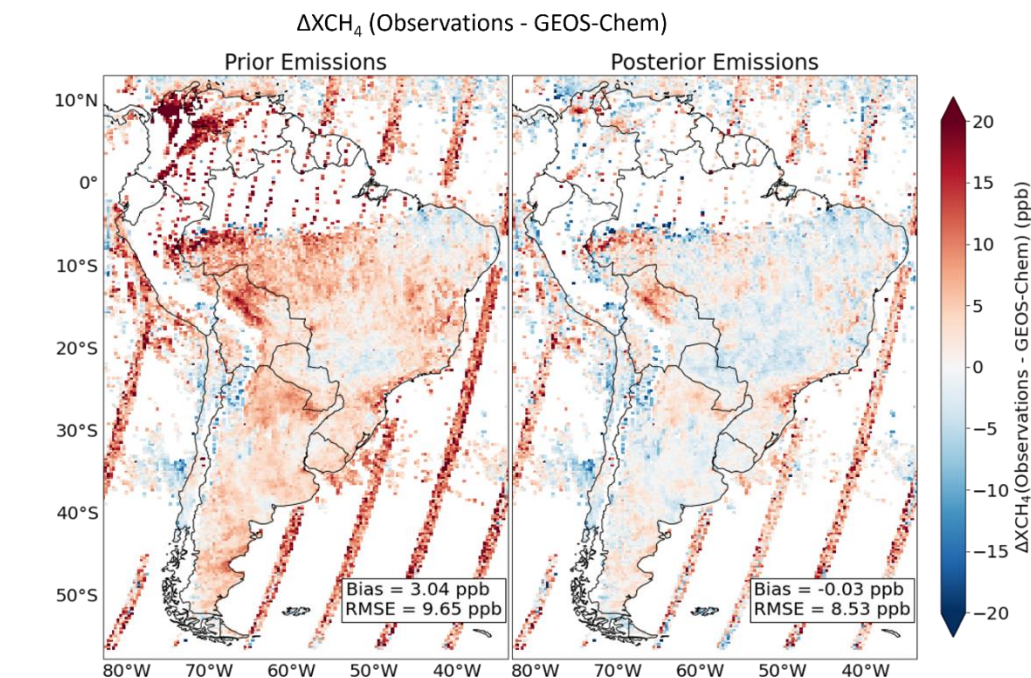 ΔXCH₄ (Observations - GEOS-Chem)
Prior Emissions
Posterior Emissions
10°N
0°
10°S
20°S
30°S
40°S
50°S
Bias = 3.04 ppb
RMSE = 9.65 ppb
80°W 70°W 60°W 50°W 40°W
Bias = -0.03 ppb
RMSE = 8.53 ppb
80°W 70°W 60°W 50°W 40°W
20
15
10
5
0
−5
−10
−15
−20
ΔXCH₄(Observations - GEOS-Chem) (ppb)